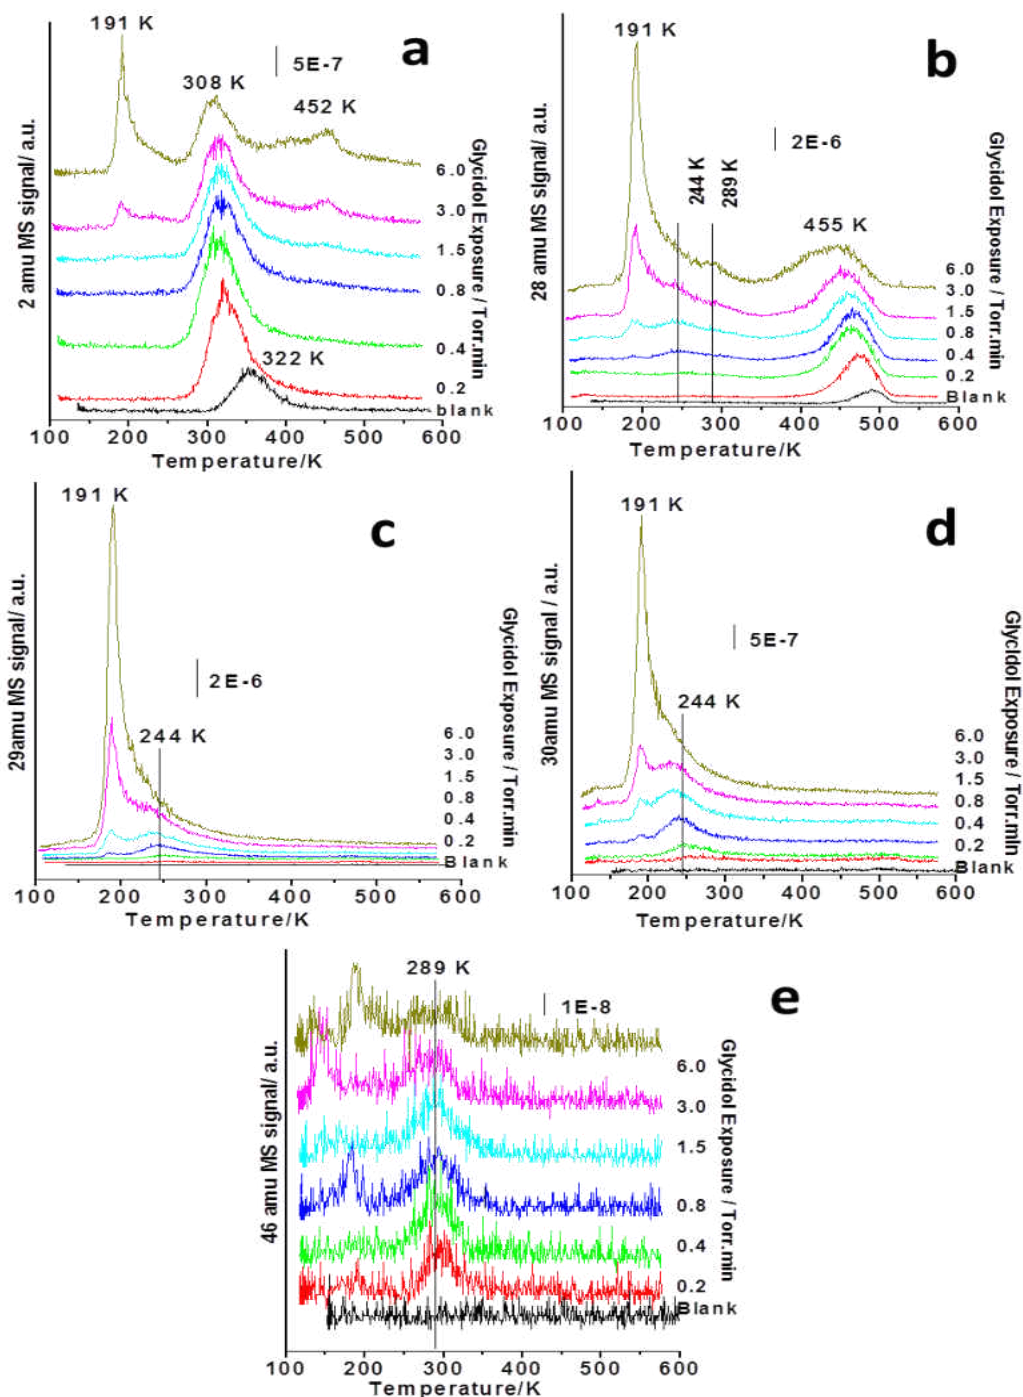 191 K
a
5E-7
308 K
452 K
2 amu MS signal/ a.u.
Glycidol Exposure / Torr.min
6.0
3.0
1.5
0.8
0.4
322 K
0.2
blank
100 200 300 400 500 600
Temperature/K
191 K
b
2E-6
244 K
289 K
455 K
28 amu MS signal/ a.u.
Glycidol Exposure / Torr.min
6.0
3.0
1.5
0.8
0.4
0.2
Blank
100 200 300 400 500 600
Temperature/K
191 K
c
2E-6
244 K
29amu MS signal/ a.u.
Glycidol Exposure / Torr.min
6.0
3.0
1.5
0.8
0.4
0.2
Blank
100 200 300 400 500 600
Temperature/K
191 K
d
5E-7
244 K
30amu MS signal / a.u.
Glycidol Exposure / Torr.min
6.0
3.0
1.5
0.8
0.4
0.2
Blank
100 200 300 400 500 600
Temperature/K
289 K
e
1E-8
46 amu MS signal/ a.u.
Glycidol Exposure / Torr.min
6.0
3.0
1.5
0.8
0.4
0.2
Blank
100 200 300 400 500 600
Temperature/K